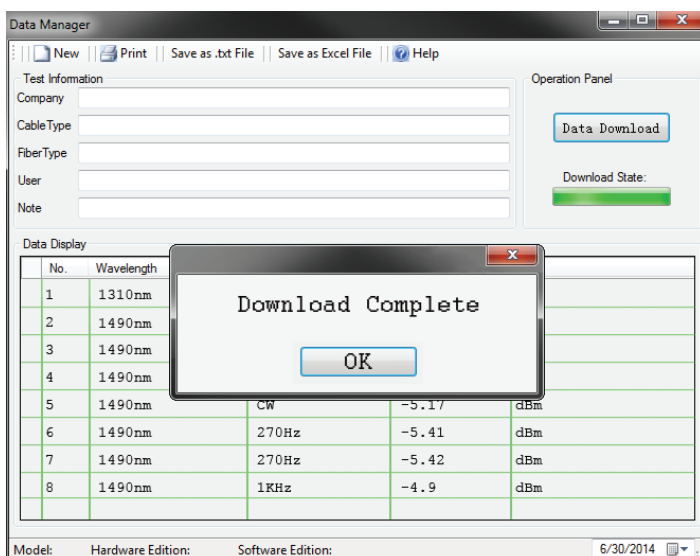 Data Manager
New Print Save as .txt File Save as Excel File Help
Test Information
Operation Panel
Company
CableType
FiberType
User
Note
Data Download
Download State:
Data Display
No. Wavelength
1 1310nm
2 1490nm
3 1490nm
4 1490nm
5 1490nm CW -5.17 dBm
6 1490nm 270Hz -5.41 dBm
7 1490nm 270Hz -5.42 dBm
8 1490nm 1KHz -4.9 dBm
Download Complete
OK
Model: Hardware Edition: Software Edition: 6/30/2014